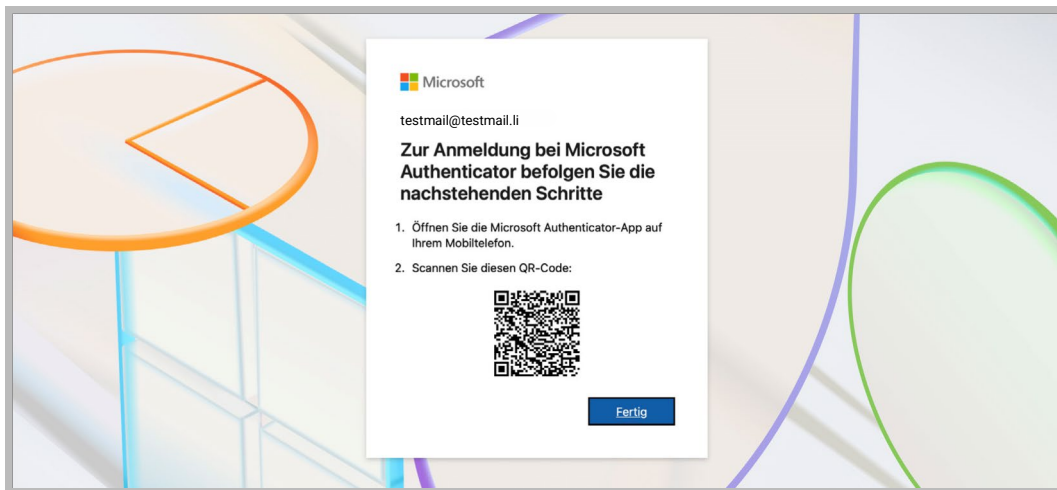 Microsoft
testmail@testmail.li
Zur Anmeldung bei Microsoft
Authenticator befolgen Sie die
nachstehenden Schritte
1. Öffnen Sie die Microsoft Authenticator-App auf
Ihrem Mobiltelefon.
2. Scannen Sie diesen QR-Code:
Fertig